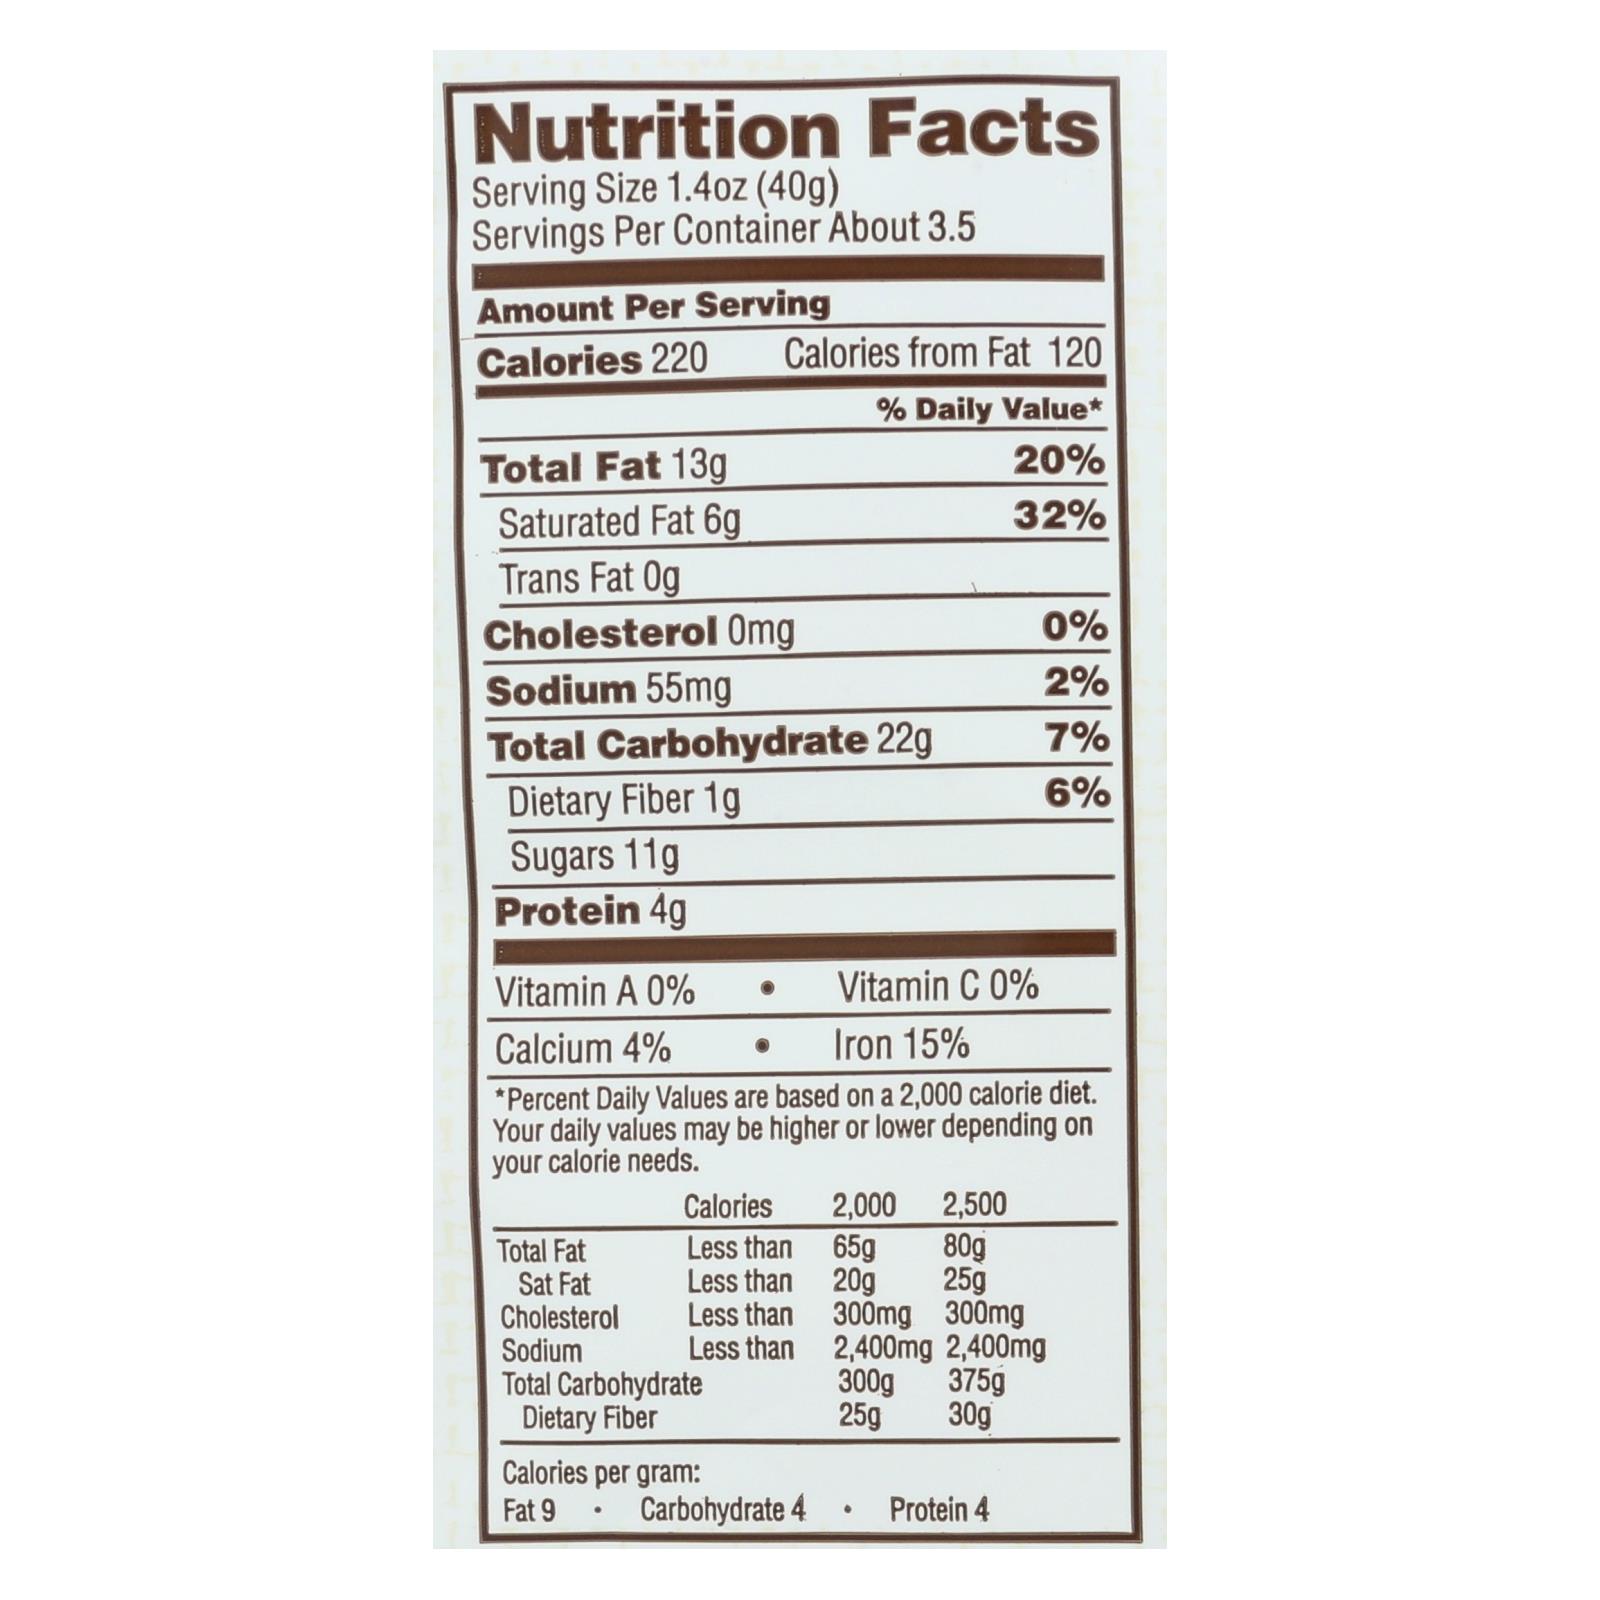 Nutrition Facts
Serving Size 1.4oz (40g)
Servings Per Container About 3.5
Amount Per Serving
Calories 220 Calories from Fat 120
% Daily Value*
Total Fat 13g 20%
Saturated Fat 6g 32%
Trans Fat 0g
Cholesterol 0mg 0%
Sodium 55mg 2%
Total Carbohydrate 22g 7%
Dietary Fiber 1g 6%
Sugars 11g
Protein 4g
Vitamin A 0% • Vitamin C 0%
Calcium 4% • Iron 15%
*Percent Daily Values are based on a 2,000 calorie diet.
Your daily values may be higher or lower depending on
your calorie needs.
Calories 2,000 2,500
Total Fat Less than 65g 80g
Sat Fat Less than 20g 25g
Cholesterol Less than 300mg 300mg
Sodium Less than 2,400mg 2,400mg
Total Carbohydrate 300g 375g
Dietary Fiber 25g 30g
Calories per gram:
Fat 9 • Carbohydrate 4 • Protein 4